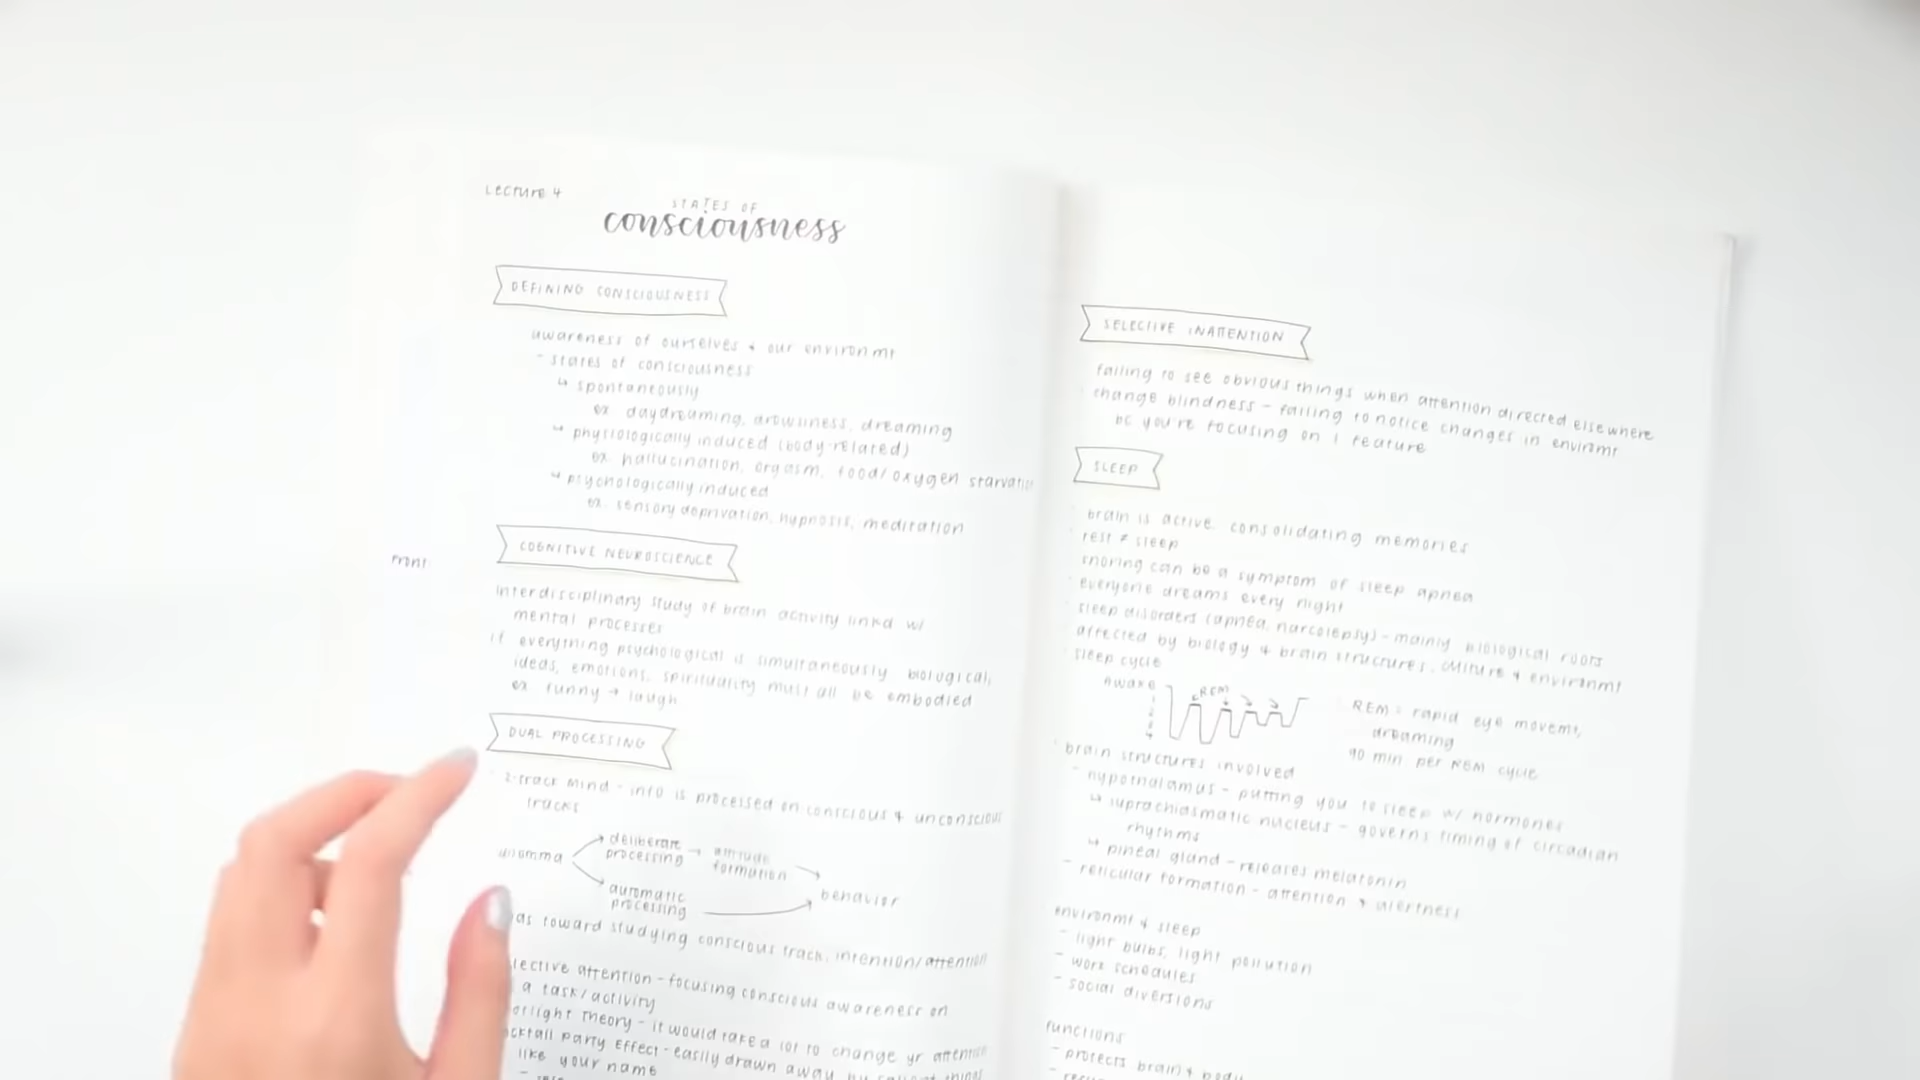 Lecture 4
STATES OF
consciousness
DEFINING CONSCIOUSNESS
awareness of ourselves & our environmt
- states of consciousness
↳ spontaneously
ex. daydreaming, drowsiness, dreaming
↳ physiologically induced (body-related)
ex. hallucination, orgasm, food/oxygen starvation
↳ psychologically induced
ex. sensory deprivation, hypnosis, meditation
COGNITIVE NEUROSCIENCE
front
interdisciplinary study of brain activity linkd w/
mental processes
if everything psychological is simultaneously biological,
ideas, emotions, spirituality must all be embodied
ex. funny → laugh
DUAL PROCESSING
· 2-track mind - info is processed on conscious & unconscious
tracks
dilemma
deliberate processing → attitude formation
automatic processing
behavior
toward studying conscious track, intention/attention
attention - focusing conscious awareness on
a task/activity
theory - it would take a lot to change yr attention
Party Effect - easily drawn away by
like your name
SELECTIVE INATTENTION
failing to see obvious things when attention directed elsewhere
· change blindness - failing to notice changes in environmt
bc you're focusing on 1 feature
SLEEP
· brain is active. consolidating memories
· rest ≠ sleep
snoring can be a symptom of sleep apnea
· everyone dreams every night
· sleep disorders (apnea, narcolepsy) - mainly biological roots
· affected by biology & brain structures, culture & environmt
· sleep cycle
Awake
1
2
3
4
REM
REM = rapid eye movemt,
dreaming
90 min per REM cycle
· brain structures involved
- hypothalamus - putting you to sleep w/ hormones
↳ suprachiasmatic nucleus - governs timing of circadian
rhythms
↳ pineal gland - releases melatonin
- reticular formation - attention & alertness
environmt & sleep
- light bulbs, light pollution
- work schedules
- social diversions
functions
- protects brain & body